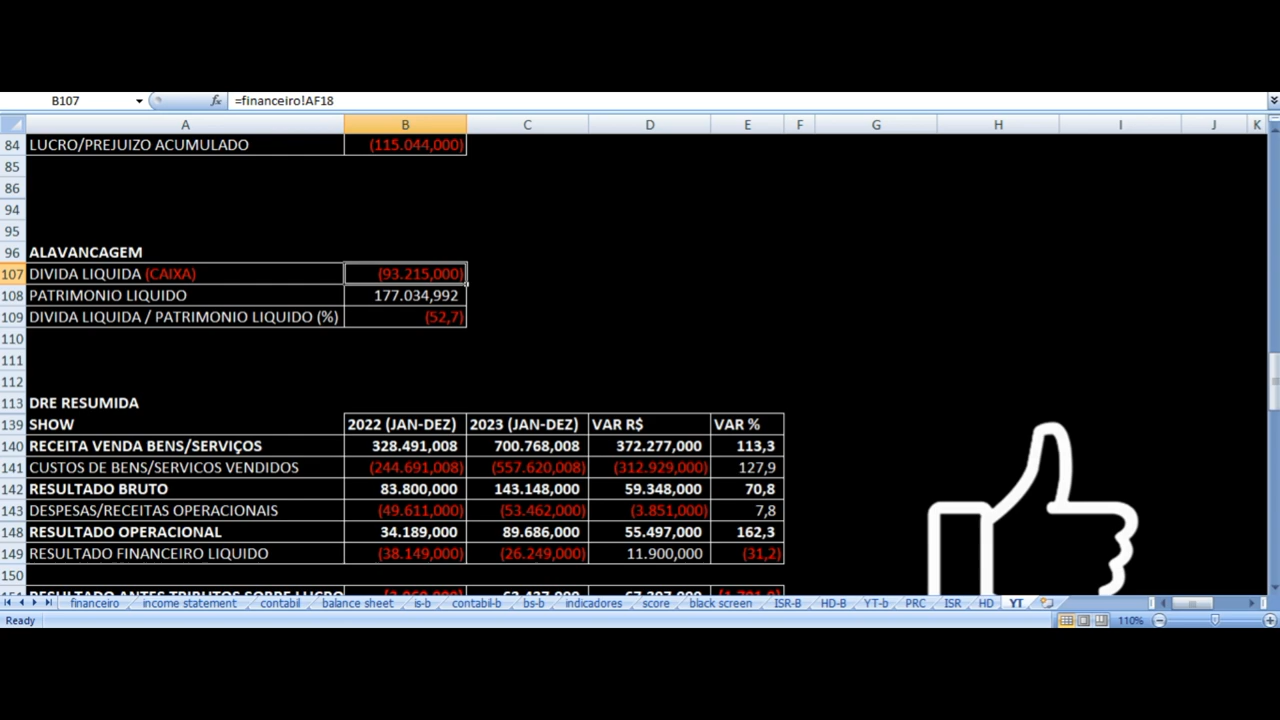 B107 =financeiro!AF18
A B C D E F G H I J K
84 LUCRO/PREJUIZO ACUMULADO (115.044,000)
85
86
94
95
96 ALAVANCAGEM
107 DIVIDA LIQUIDA (CAIXA) (93.215,000)
108 PATRIMONIO LIQUIDO 177.034,992
109 DIVIDA LIQUIDA / PATRIMONIO LIQUIDO (%) (52,7)
110
111
112
113 DRE RESUMIDA
139 SHOW 2022 (JAN-DEZ) 2023 (JAN-DEZ) VAR R$ VAR %
140 RECEITA VENDA BENS/SERVIÇOS 328.491,008 700.768,008 372.277,000 113,3
141 CUSTOS DE BENS/SERVICOS VENDIDOS (244.691,008) (557.620,008) (312.929,000) 127,9
142 RESULTADO BRUTO 83.800,000 143.148,000 59.348,000 70,8
143 DESPESAS/RECEITAS OPERACIONAIS (49.611,000) (53.462,000) (3.851,000) 7,8
148 RESULTADO OPERACIONAL 34.189,000 89.686,000 55.497,000 162,3
149 RESULTADO FINANCEIRO LIQUIDO (38.149,000) (26.249,000) 11.900,000 (31,2)
150
RESULTADO ANTES TRIBUTOS SOBRE LUCRO
financeiro income statement contabil balance sheet is-b contabil-b bs-b indicadores score black screen ISR-B HD-B YT-b PRC ISR HD YT
Ready 110%